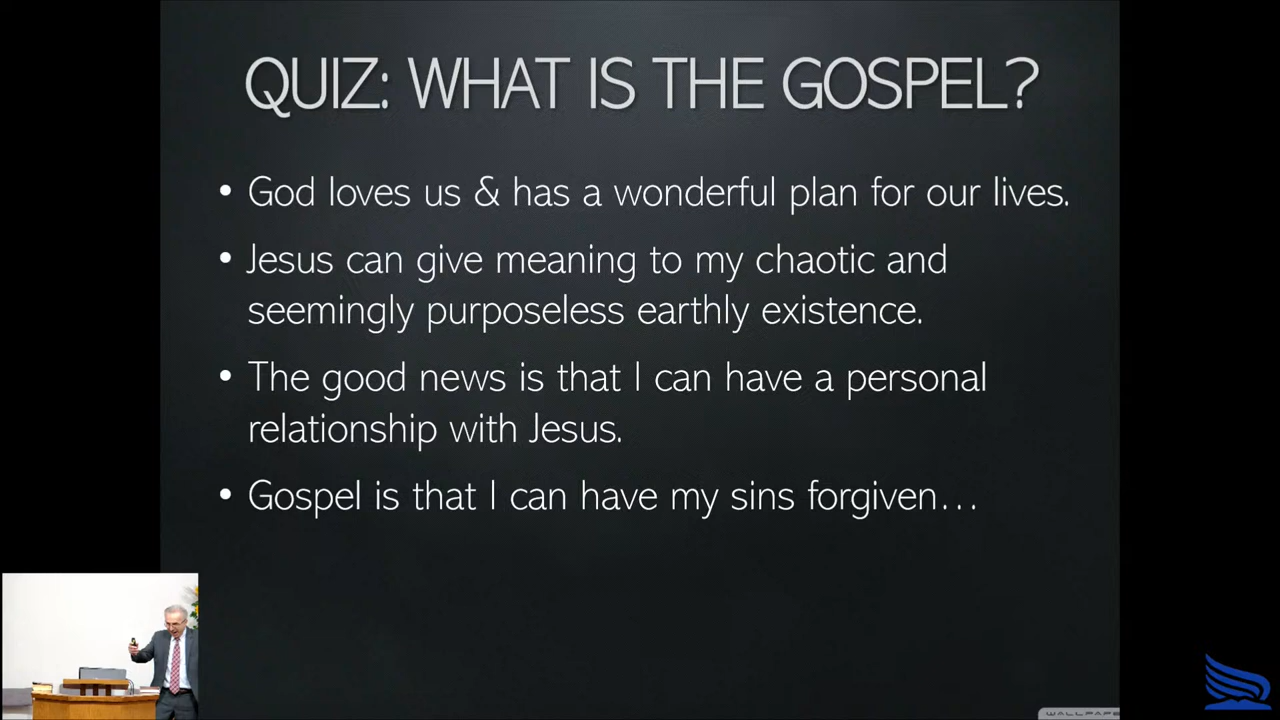 QUIZ: WHAT IS THE GOSPEL?
• God loves us & has a wonderful plan for our lives.
• Jesus can give meaning to my chaotic and
seemingly purposeless earthly existence.
• The good news is that I can have a personal
relationship with Jesus.
• Gospel is that I can have my sins forgiven…